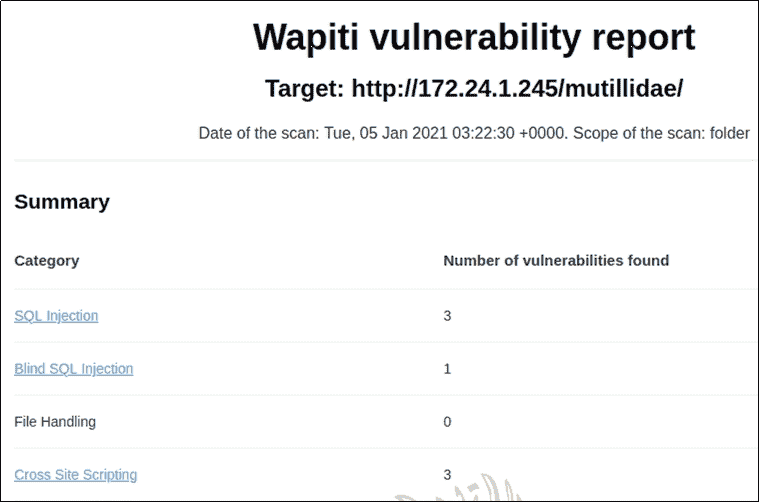 Wapiti vulnerability report
Target: http://172.24.1.245/mutillidae/
Date of the scan: Tue, 05 Jan 2021 03:22:30 +0000. Scope of the scan: folder
Summary
Category Number of vulnerabilities found
SQL Injection 3
Blind SQL Injection 1
File Handling 0
Cross Site Scripting 3